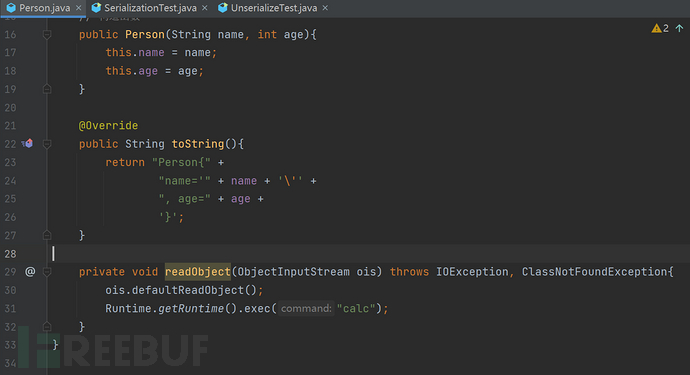 Person.java × SerializationTest.java × UnserializeTest.java ×
16 public Person(String name, int age){
2
17 this.name = name;
18 this.age = age;
19 }
20
21 @Override
22 public String toString(){
23 return "Person{" +
24 "name='" + name + '\'' +
25 ", age=" + age +
26 '}';
27 }
28
29 @ private void readObject(ObjectInputStream ois) throws IOException, ClassNotFoundException{
30 ois.defaultReadObject();
31 Runtime.getRuntime().exec( command: "calc");
32 }
33 }
34
REEBUF